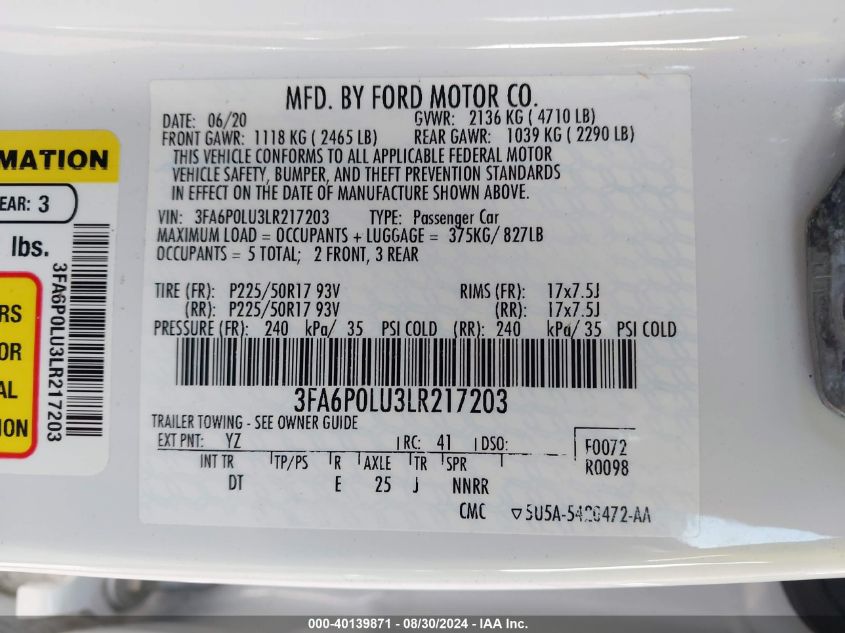 MFD. BY FORD MOTOR CO.
DATE: 06/20 GVWR: 2136 KG ( 4710 LB)
FRONT GAWR: 1118 KG ( 2465 LB) REAR GAWR: 1039 KG ( 2290 LB)
THIS VEHICLE CONFORMS TO ALL APPLICABLE FEDERAL MOTOR
VEHICLE SAFETY, BUMPER, AND THEFT PREVENTION STANDARDS
IN EFFECT ON THE DATE OF MANUFACTURE SHOWN ABOVE.
VIN: 3FA6P0LU3LR217203 TYPE: Passenger Car
MAXIMUM LOAD = OCCUPANTS + LUGGAGE = 375KG/ 827LB
OCCUPANTS = 5 TOTAL; 2 FRONT, 3 REAR
TIRE (FR): P225/50R17 93V RIMS (FR): 17x7.5J
(RR): P225/50R17 93V (RR): 17x7.5J
PRESSURE (FR): 240 kPa/ 35 PSI COLD (RR): 240 kPa/ 35 PSI COLD
3FA6P0LU3LR217203
TRAILER TOWING - SEE OWNER GUIDE
EXT PNT: YZ RC: 41 DSO: F0072
R0098
INT TR TP/PS R AXLE TR SPR
DT E 25 J NNRR
CMC ▽5U5A-5420472-AA
MATION
EAR: 3
lbs.
3FA6P0LU3LR217203
RS
OR
AL
ION
000-40139871 - 08/30/2024 - IAA Inc.